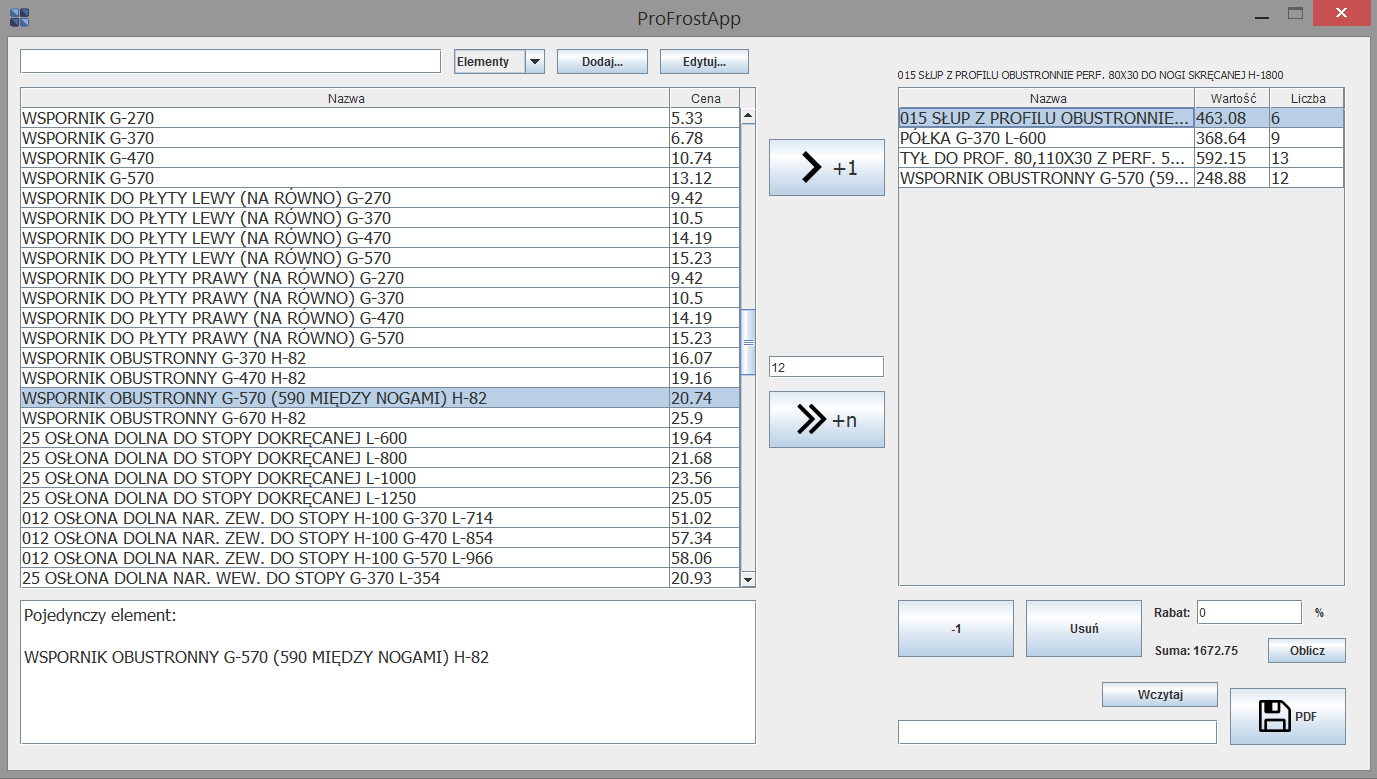 ProFrostApp
Elementy Dodaj... Edytuj...
015 SŁUP Z PROFILU OBUSTRONNIE PERF. 80X30 DO NOGI SKRĘCANEJ H-1800
Nazwa Cena
WSPORNIK G-270 5.33
WSPORNIK G-370 6.78
WSPORNIK G-470 10.74
WSPORNIK G-570 13.12
WSPORNIK DO PŁYTY LEWY (NA RÓWNO) G-270 9.42
WSPORNIK DO PŁYTY LEWY (NA RÓWNO) G-370 10.5
WSPORNIK DO PŁYTY LEWY (NA RÓWNO) G-470 14.19
WSPORNIK DO PŁYTY LEWY (NA RÓWNO) G-570 15.23
WSPORNIK DO PŁYTY PRAWY (NA RÓWNO) G-270 9.42
WSPORNIK DO PŁYTY PRAWY (NA RÓWNO) G-370 10.5
WSPORNIK DO PŁYTY PRAWY (NA RÓWNO) G-470 14.19
WSPORNIK DO PŁYTY PRAWY (NA RÓWNO) G-570 15.23
WSPORNIK OBUSTRONNY G-370 H-82 16.07
WSPORNIK OBUSTRONNY G-470 H-82 19.16
WSPORNIK OBUSTRONNY G-570 (590 MIĘDZY NOGAMI) H-82 20.74
WSPORNIK OBUSTRONNY G-670 H-82 25.9
25 OSŁONA DOLNA DO STOPY DOKRĘCANEJ L-600 19.64
25 OSŁONA DOLNA DO STOPY DOKRĘCANEJ L-800 21.68
25 OSŁONA DOLNA DO STOPY DOKRĘCANEJ L-1000 23.56
25 OSŁONA DOLNA DO STOPY DOKRĘCANEJ L-1250 25.05
012 OSŁONA DOLNA NAR. ZEW. DO STOPY H-100 G-370 L-714 51.02
012 OSŁONA DOLNA NAR. ZEW. DO STOPY H-100 G-470 L-854 57.34
012 OSŁONA DOLNA NAR. ZEW. DO STOPY H-100 G-570 L-966 58.06
25 OSŁONA DOLNA NAR. WEW. DO STOPY G-370 L-354 20.93
+1
12
+n
Nazwa Wartość Liczba
015 SŁUP Z PROFILU OBUSTRONNIE... 463.08 6
PÓŁKA G-370 L-600 368.64 9
TYŁ DO PROF. 80,110X30 Z PERF. 5... 592.15 13
WSPORNIK OBUSTRONNY G-570 (59... 248.88 12
Pojedynczy element:
WSPORNIK OBUSTRONNY G-570 (590 MIĘDZY NOGAMI) H-82
-1 Usuń Rabat: 0 %
Suma: 1672.75 Oblicz
Wczytaj
PDF